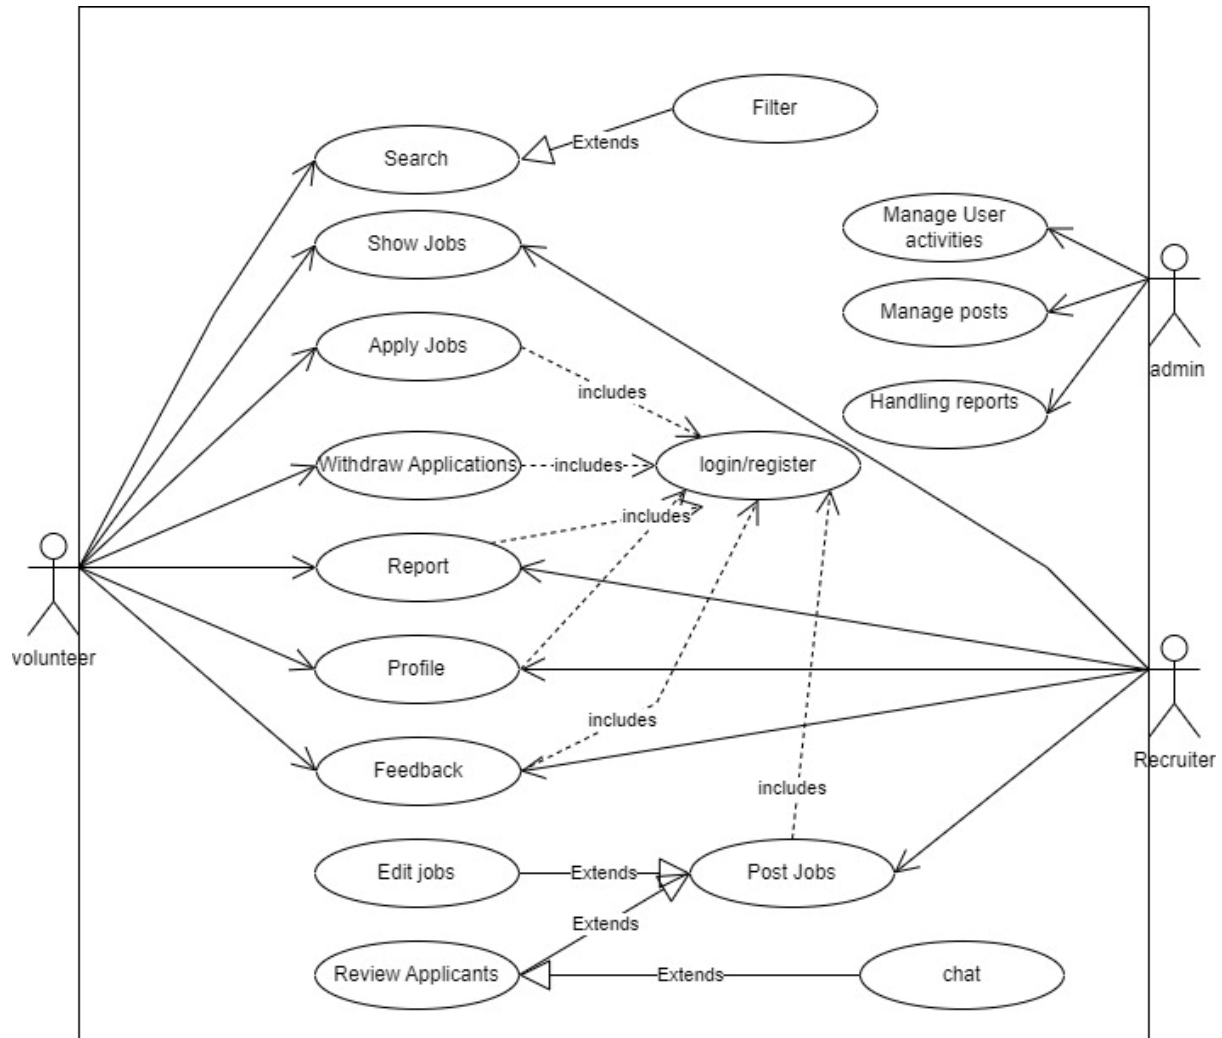 Filter
Extends
Search
Manage User
activities
Show Jobs
Manage posts
Apply Jobs
admin
includes
Handling reports
Withdraw Applications
includes
login/register
includes
Report
volunteer
Profile
includes
Recruiter
Feedback
includes
Edit jobs
Extends
Post Jobs
Extends
Review Applicants
Extends
chat